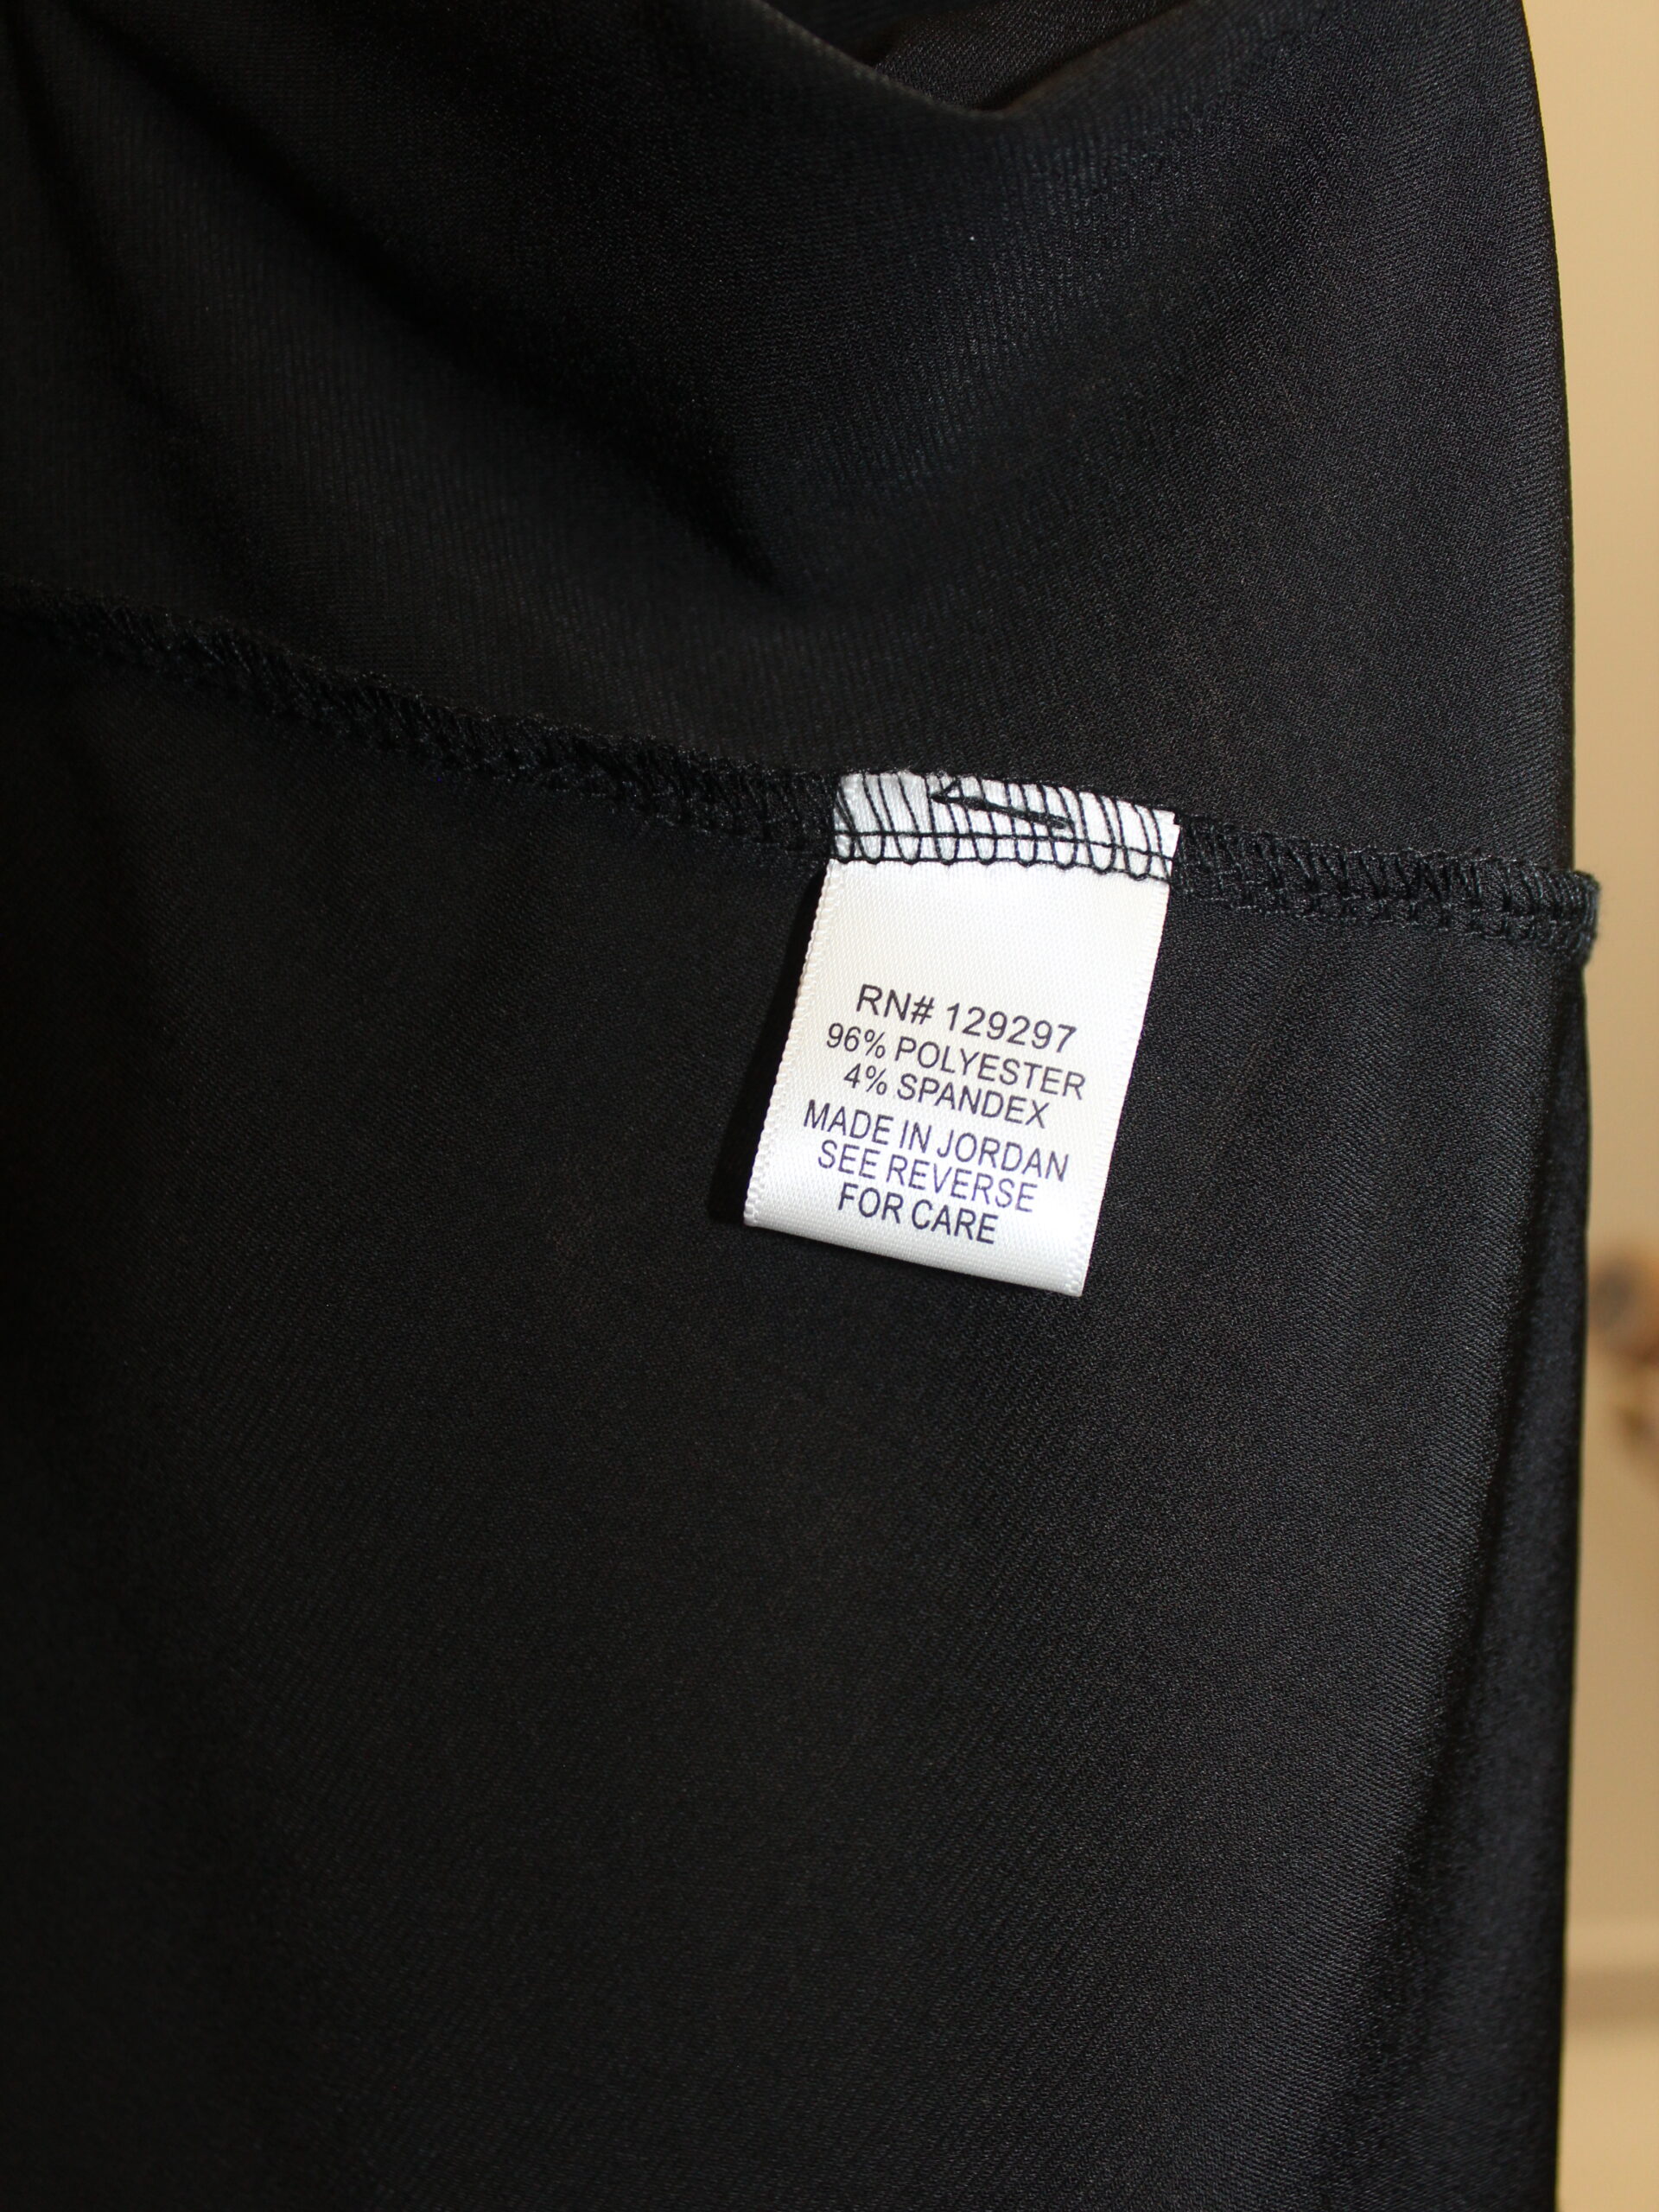 RN# 129297
96% POLYESTER
4% SPANDEX
MADE IN JORDAN
SEE REVERSE
FOR CARE